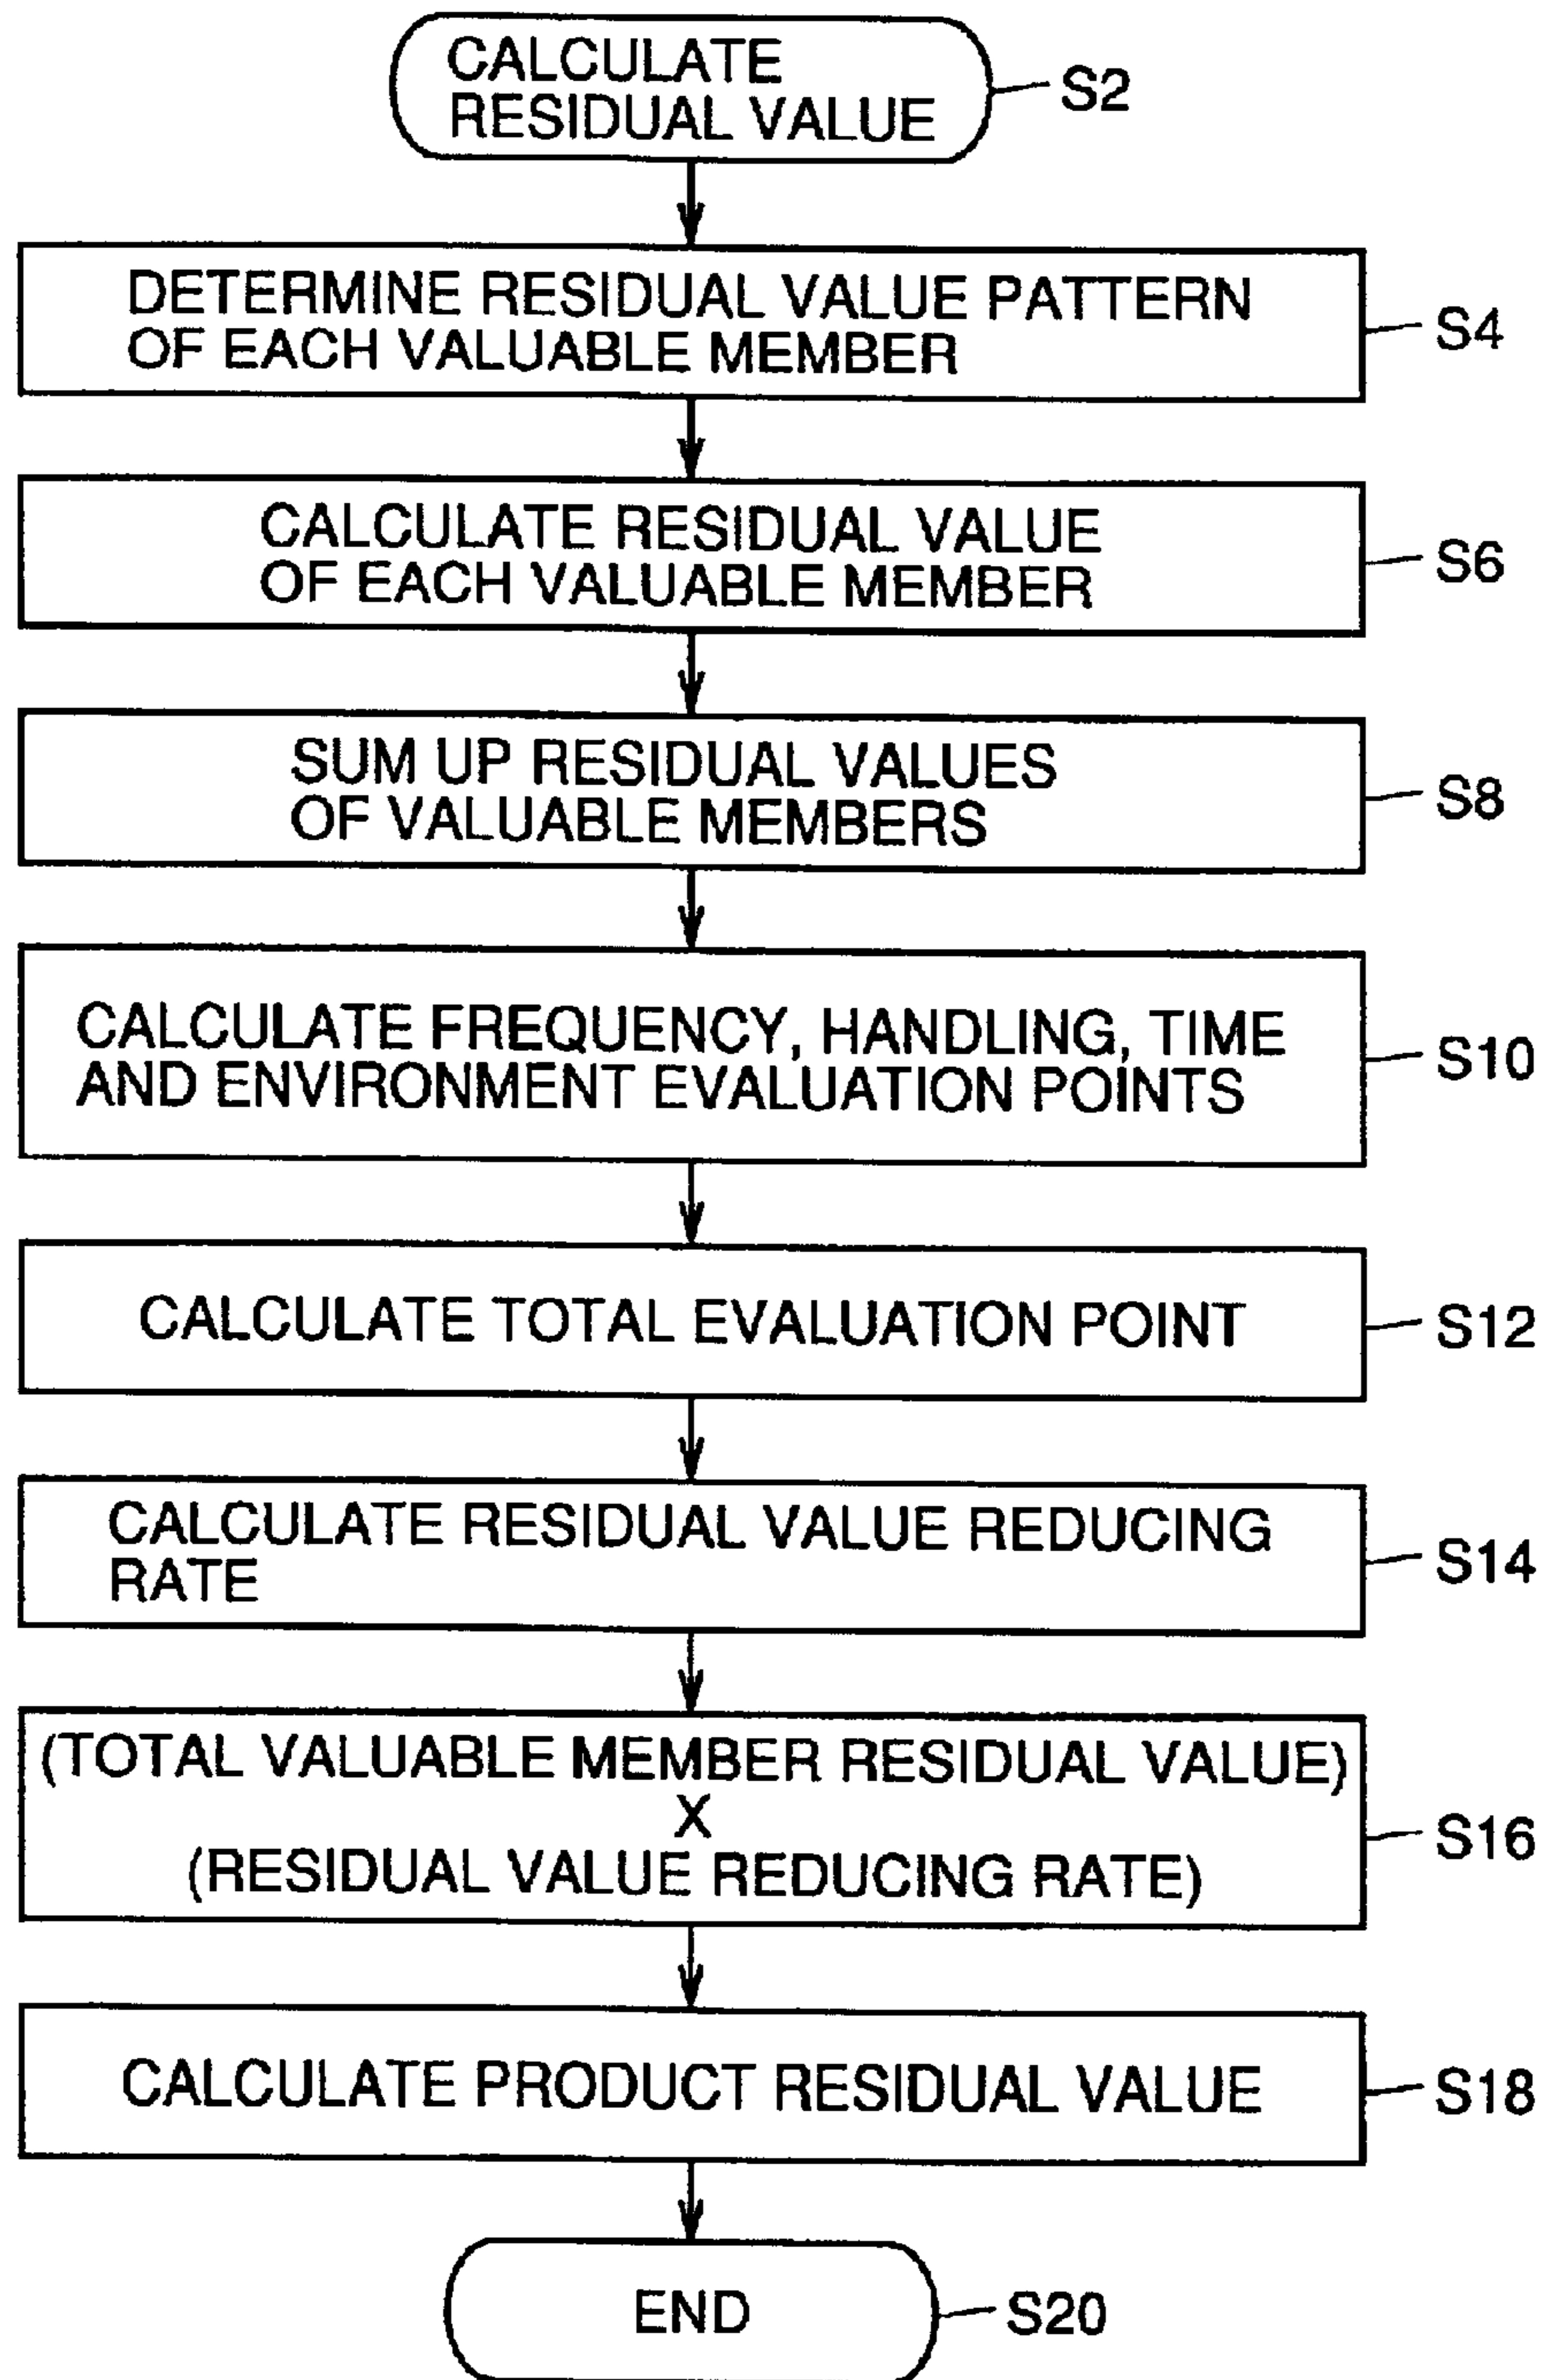 CALCULATE
RESIDUAL VALUE
S2
DETERMINE RESIDUAL VALUE PATTERN
OF EACH VALUABLE MEMBER
S4
CALCULATE RESIDUAL VALUE
OF EACH VALUABLE MEMBER
S6
SUM UP RESIDUAL VALUES
OF VALUABLE MEMBERS
S8
CALCULATE FREQUENCY, HANDLING, TIME
AND ENVIRONMENT EVALUATION POINTS
S10
CALCULATE TOTAL EVALUATION POINT
S12
CALCULATE RESIDUAL VALUE REDUCING
RATE
S14
(TOTAL VALUABLE MEMBER RESIDUAL VALUE)
X
(RESIDUAL VALUE REDUCING RATE)
S16
CALCULATE PRODUCT RESIDUAL VALUE
S18
END
S20